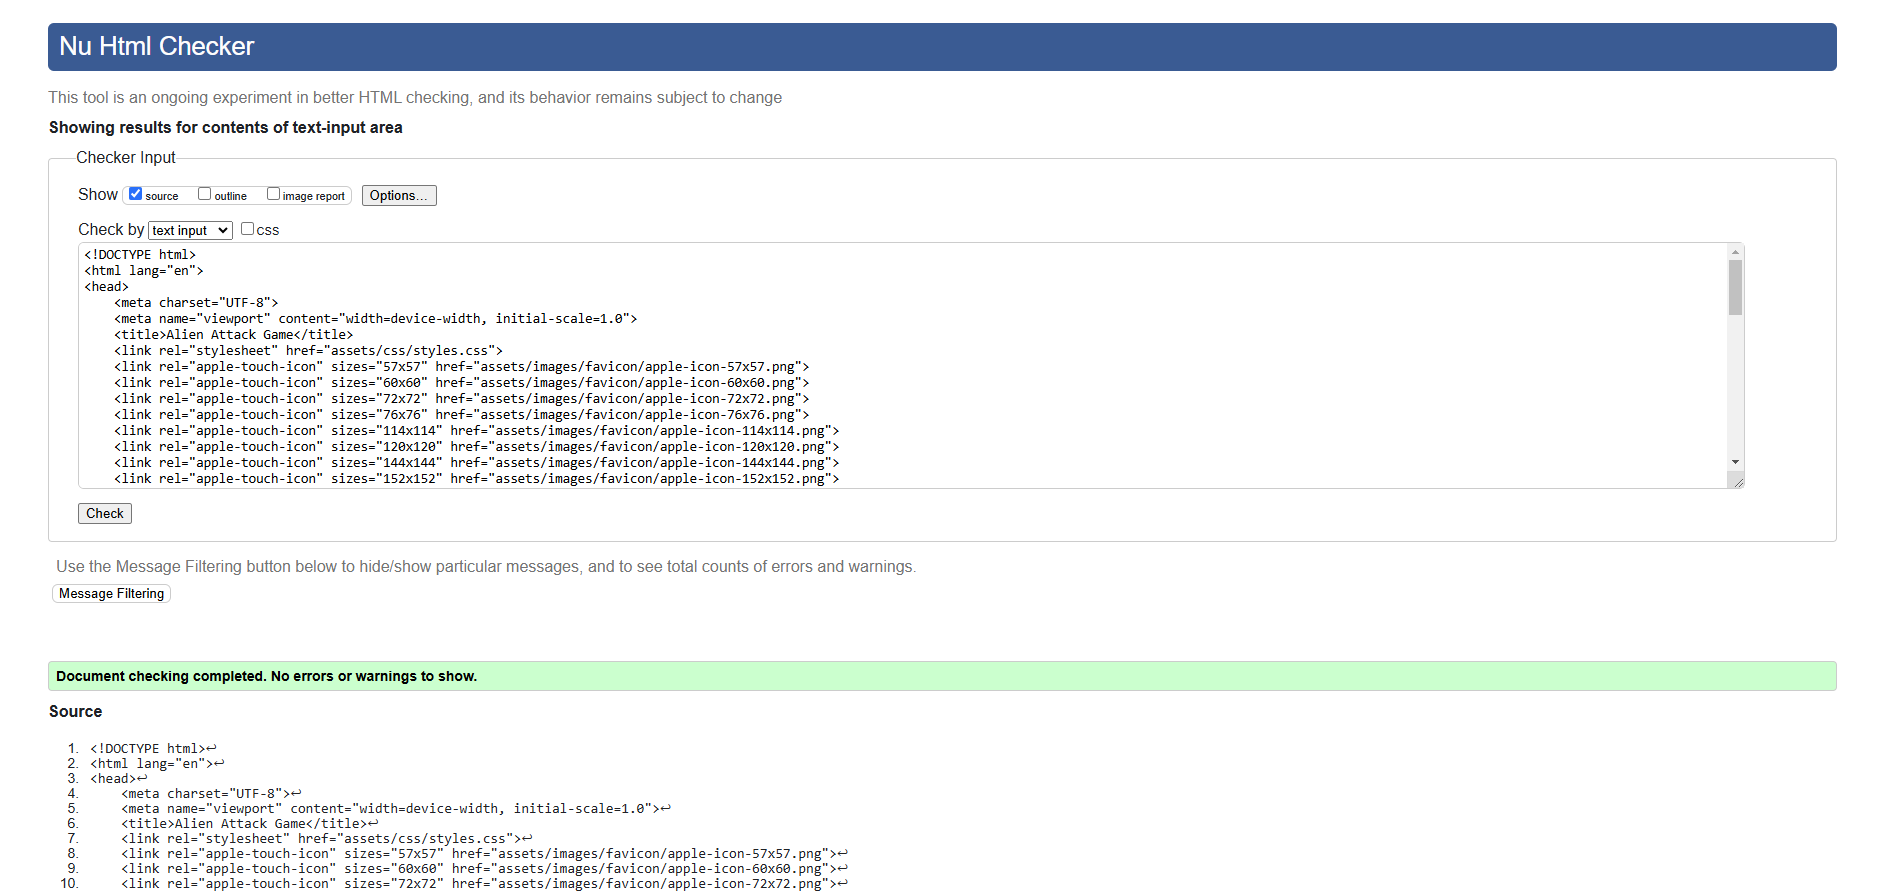 Nu Html Checker
This tool is an ongoing experiment in better HTML checking, and its behavior remains subject to change
Showing results for contents of text-input area
Checker Input
Show source outline image report Options...
Check by text input css
<!DOCTYPE html>
<html lang="en">
<head>
    <meta charset="UTF-8">
    <meta name="viewport" content="width=device-width, initial-scale=1.0">
    <title>Alien Attack Game</title>
    <link rel="stylesheet" href="assets/css/styles.css">
    <link rel="apple-touch-icon" sizes="57x57" href="assets/images/favicon/apple-icon-57x57.png">
    <link rel="apple-touch-icon" sizes="60x60" href="assets/images/favicon/apple-icon-60x60.png">
    <link rel="apple-touch-icon" sizes="72x72" href="assets/images/favicon/apple-icon-72x72.png">
    <link rel="apple-touch-icon" sizes="76x76" href="assets/images/favicon/apple-icon-76x76.png">
    <link rel="apple-touch-icon" sizes="114x114" href="assets/images/favicon/apple-icon-114x114.png">
    <link rel="apple-touch-icon" sizes="120x120" href="assets/images/favicon/apple-icon-120x120.png">
    <link rel="apple-touch-icon" sizes="144x144" href="assets/images/favicon/apple-icon-144x144.png">
    <link rel="apple-touch-icon" sizes="152x152" href="assets/images/favicon/apple-icon-152x152.png">
Check
Use the Message Filtering button below to hide/show particular messages, and to see total counts of errors and warnings.
Message Filtering
Document checking completed. No errors or warnings to show.
Source
1. <!DOCTYPE html>↩
2. <html lang="en">↩
3. <head>↩
4.     <meta charset="UTF-8">↩
5.     <meta name="viewport" content="width=device-width, initial-scale=1.0">↩
6.     <title>Alien Attack Game</title>↩
7.     <link rel="stylesheet" href="assets/css/styles.css">↩
8.     <link rel="apple-touch-icon" sizes="57x57" href="assets/images/favicon/apple-icon-57x57.png">↩
9.     <link rel="apple-touch-icon" sizes="60x60" href="assets/images/favicon/apple-icon-60x60.png">↩
10.     <link rel="apple-touch-icon" sizes="72x72" href="assets/images/favicon/apple-icon-72x72.png">↩